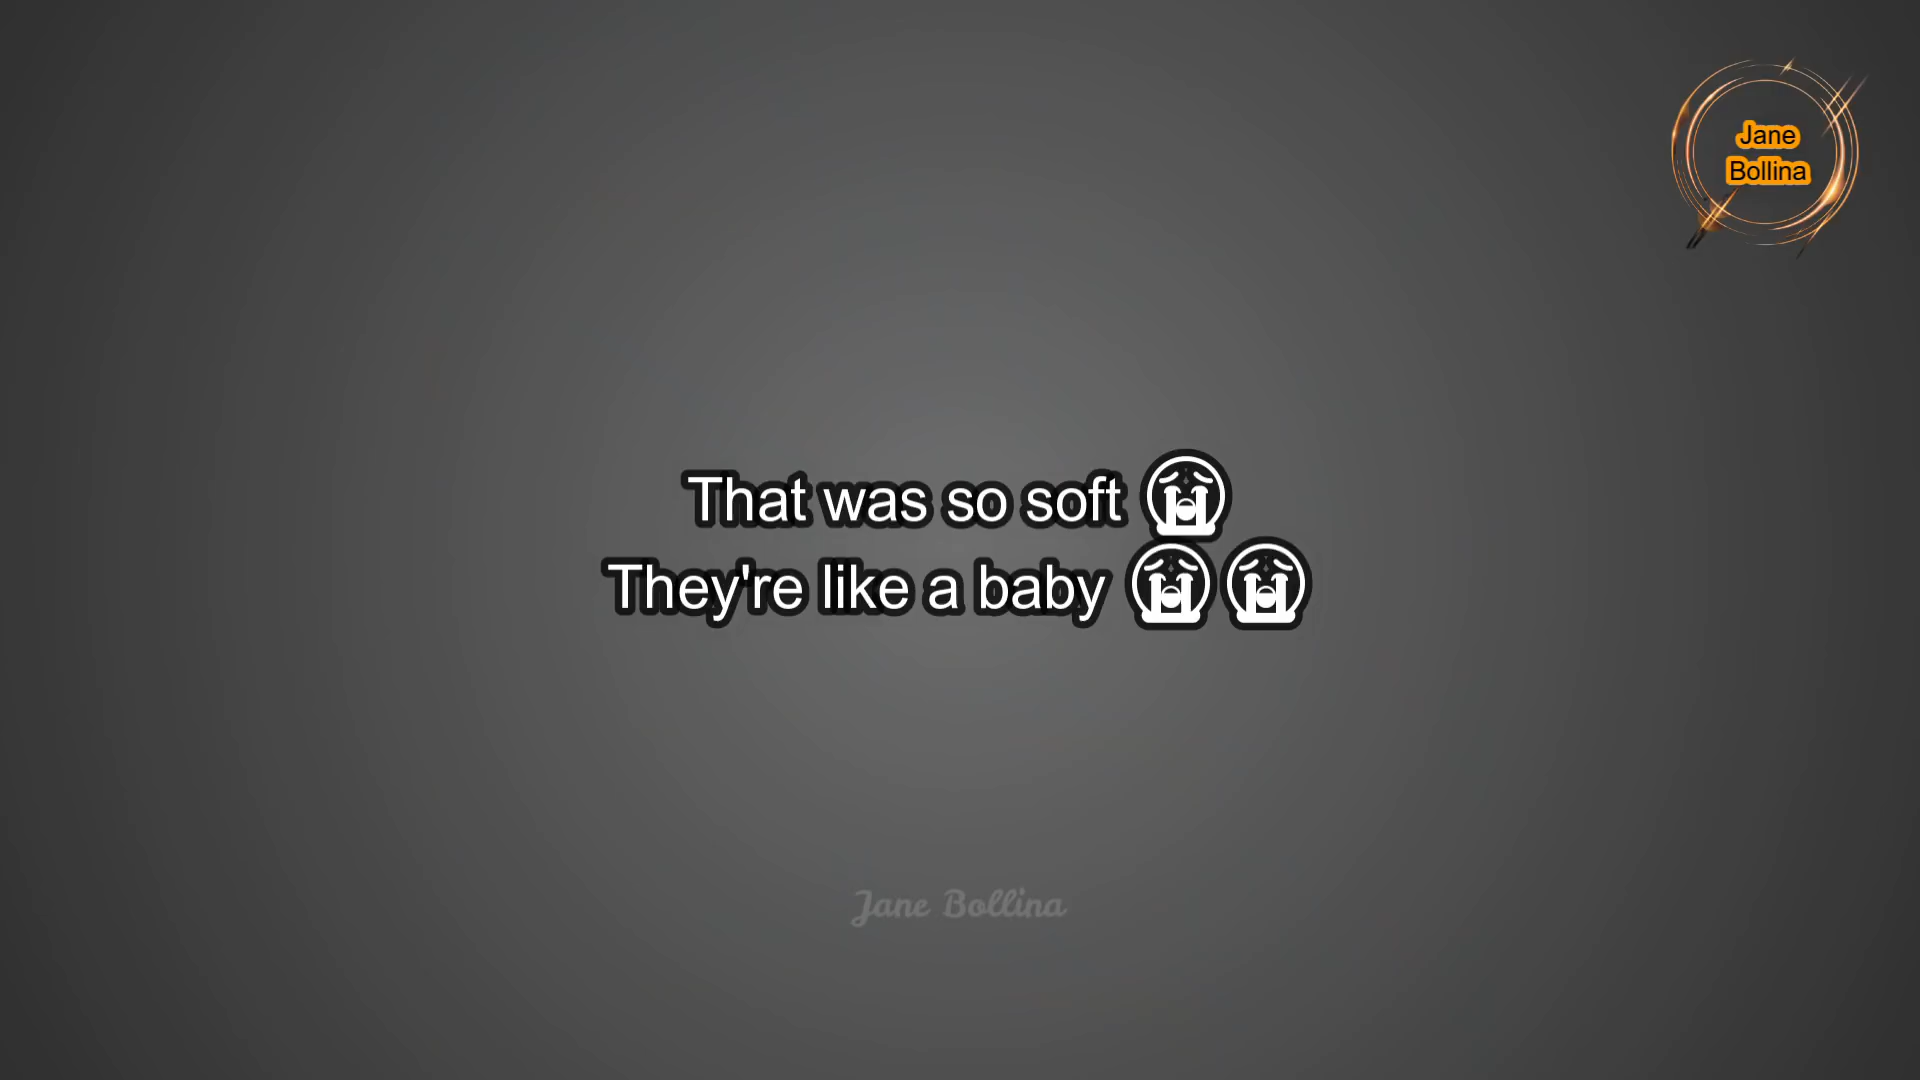 Jane
Bollina
That was so soft 😭
They're like a baby 😭😭
Jane Bollina